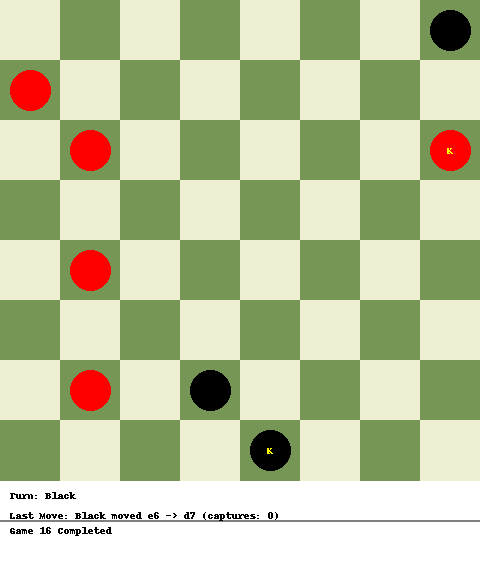 K
K
Turn: Black
Last Move: Black moved e6 -> d7 (captures: 0)
Game 16 Completed